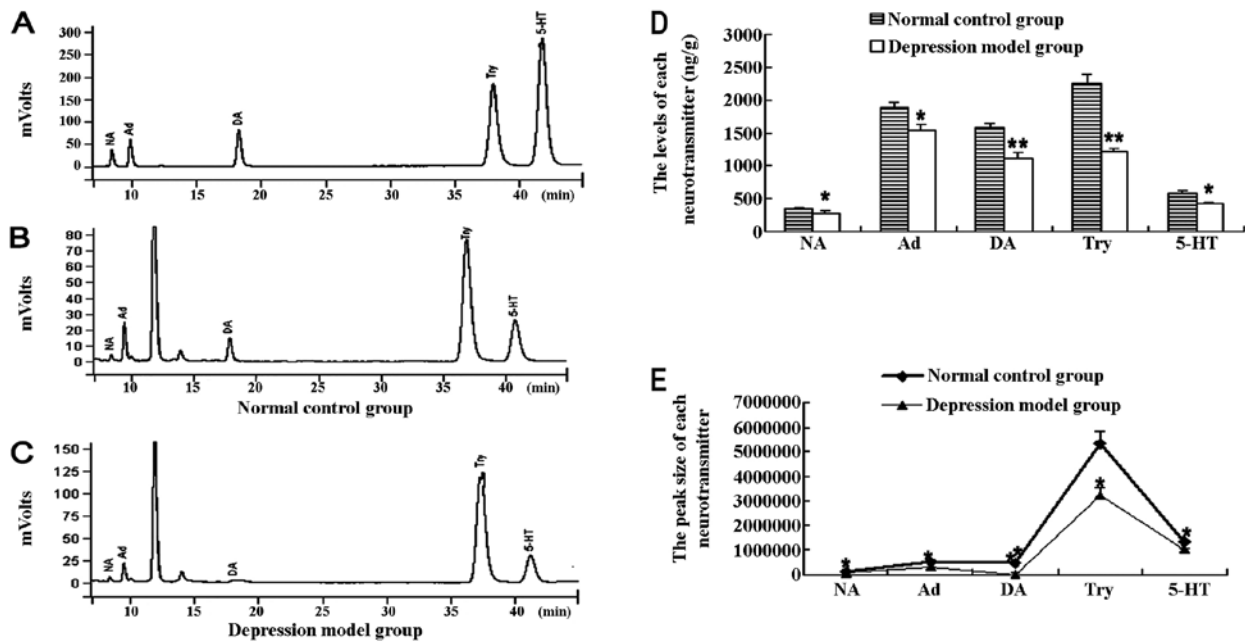 A
mVolts
300
250
200
150
100
50
0
NA
Ad
DA
Try
5-HT
10
15
20
25
30
35
40
(min)
B
mVolts
80
70
60
50
40
30
20
10
0
NA
Ad
DA
Try
5-HT
10
15
20
25
30
35
40
(min)
Normal control group
C
mVolts
150
125
100
75
50
25
0
NA
Ad
DA
Try
5-HT
10
15
20
25
30
35
40
(min)
Depression model group
D
Normal control group
Depression model group
The levels of each
neurotransmitter (ng/g)
3000
2500
2000
1500
1000
500
0
*
*
**
**
*
NA
Ad
DA
Try
5-HT
E
Normal control group
Depression model group
The peak size of each
neurotransmitter
7000000
6000000
5000000
4000000
3000000
2000000
1000000
0
*
*
**
*
*
NA
Ad
DA
Try
5-HT